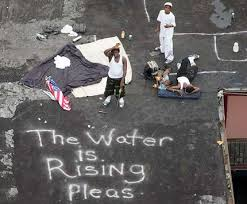 The Water
is
Rising
Pleas